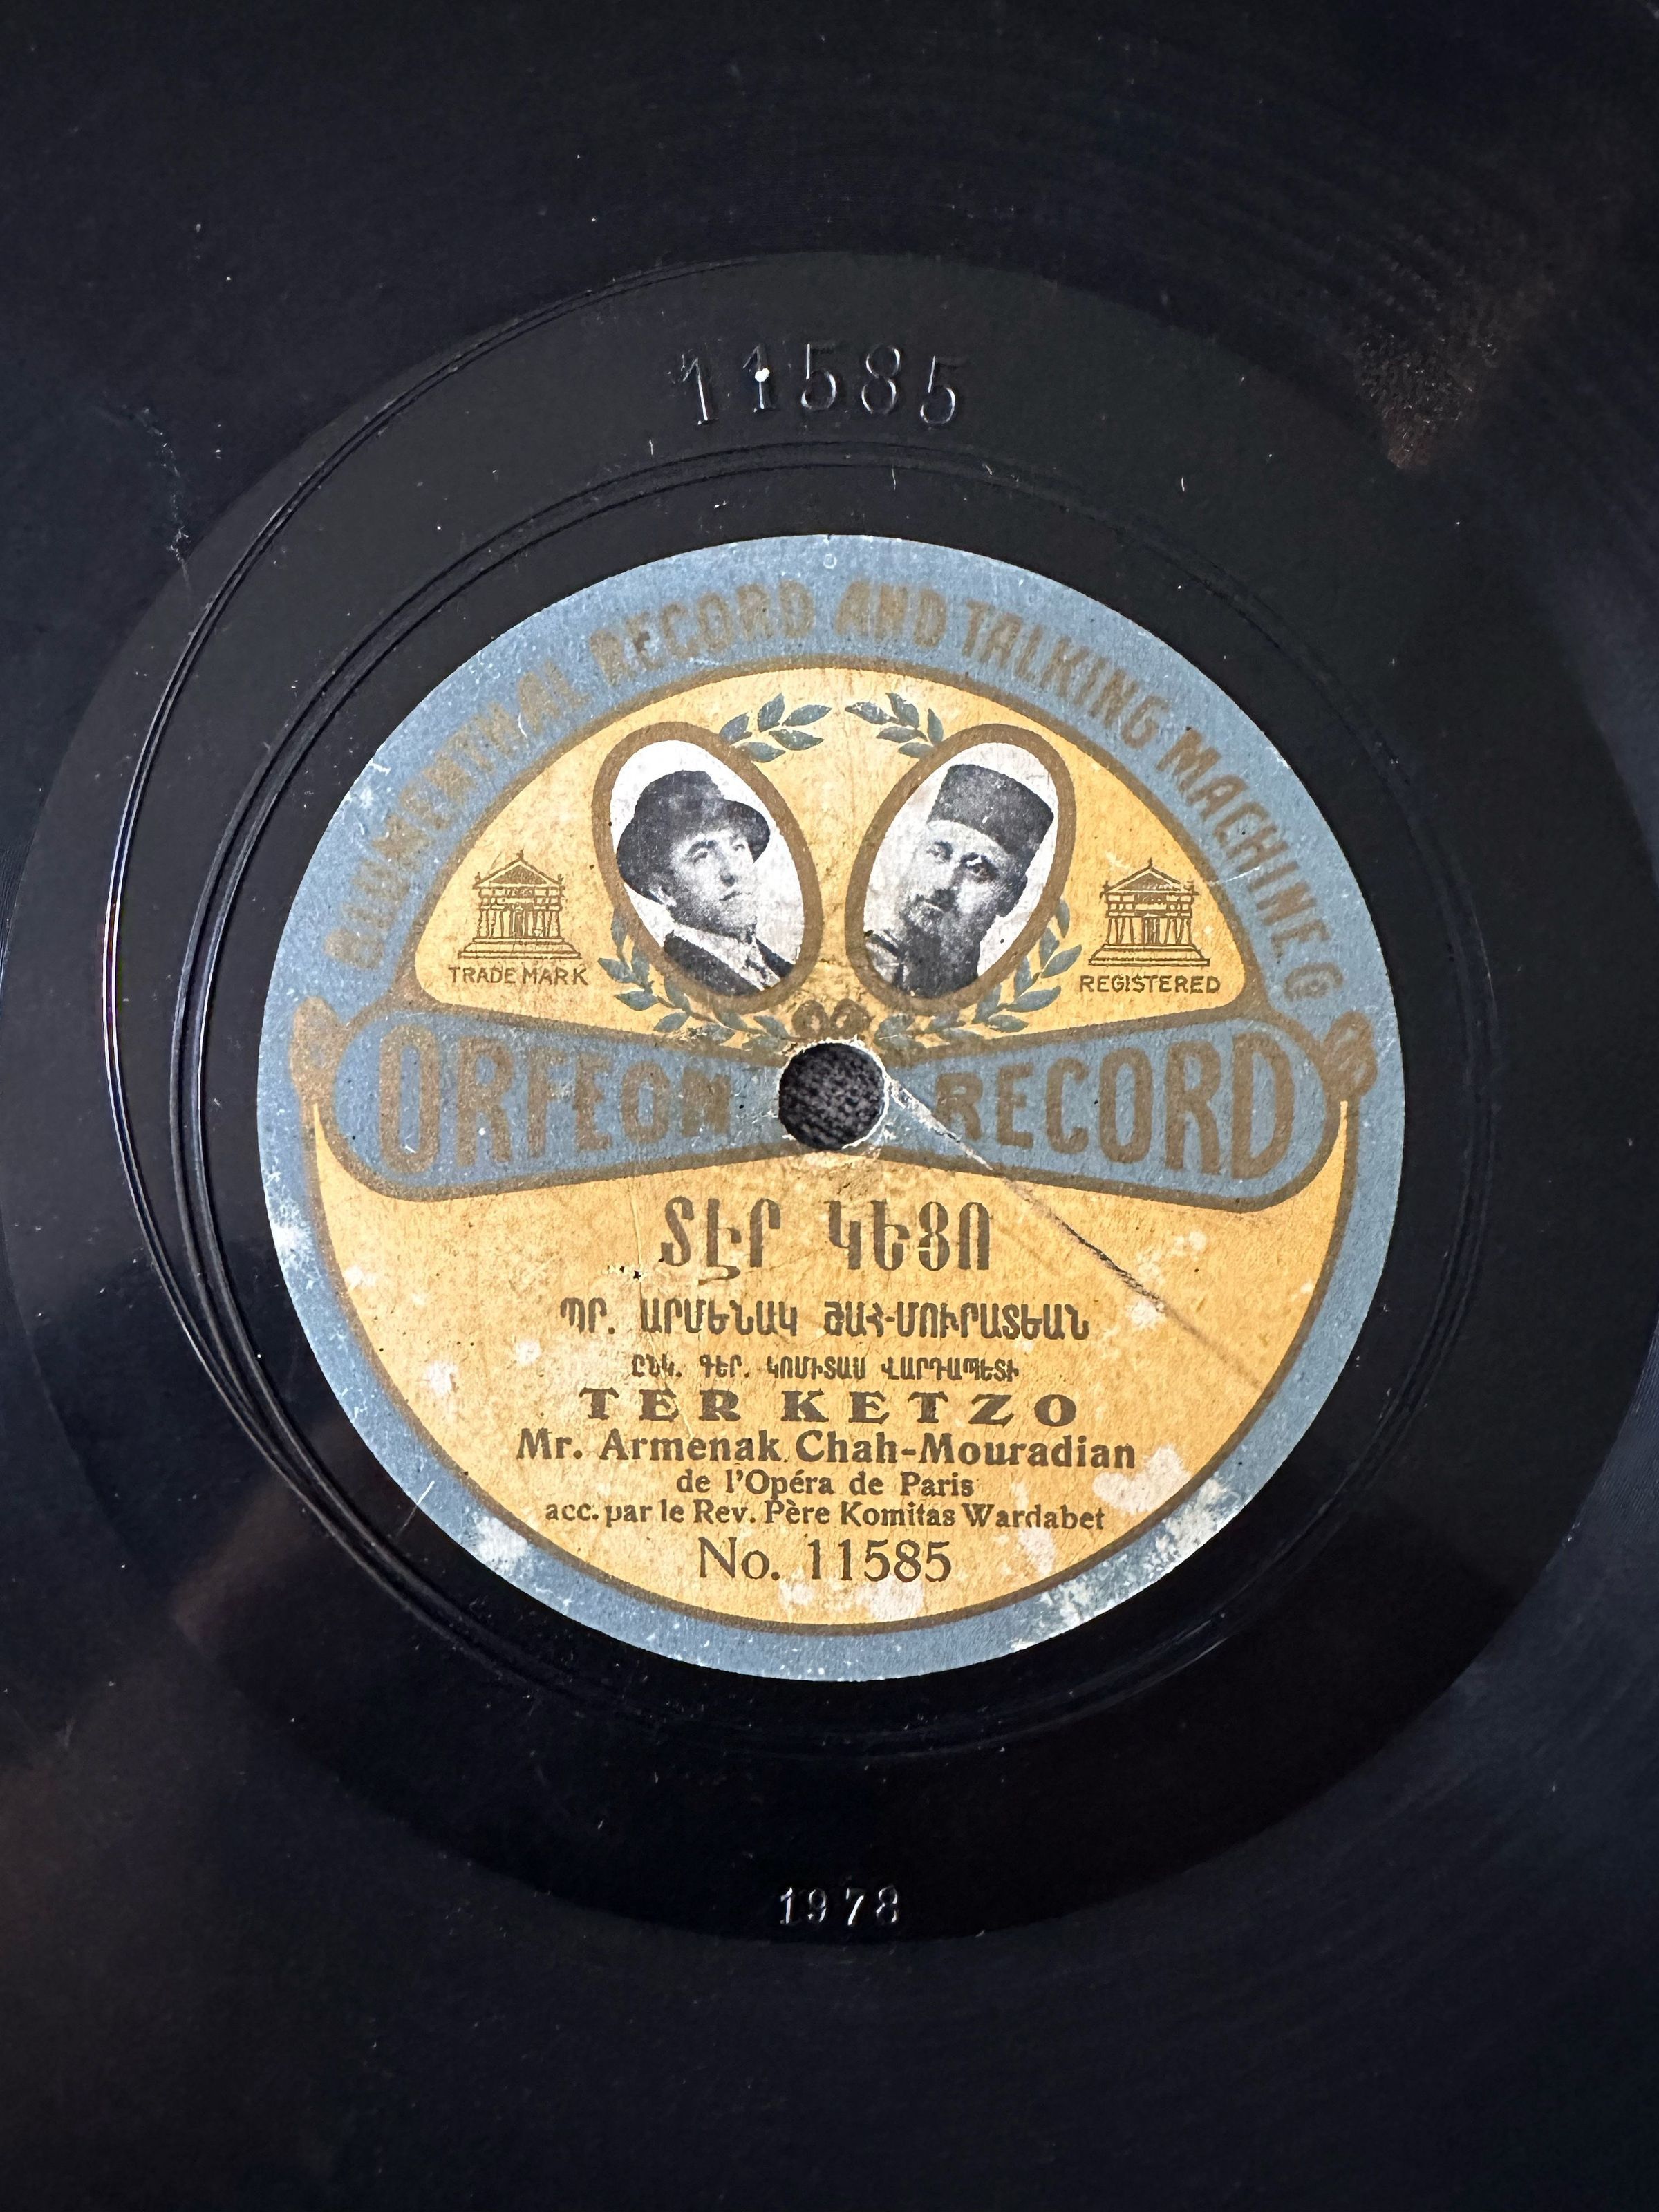 11585
BLUMENTHAL RECORD AND TALKING MACHINE Co
TRADE MARK
REGISTERED
ORFEON RECORD
ՏԷՐ ԿԵՑՈ
ՊՐ. ԱՐՄԵՆԱԿ ՇԱՀ-ՄՈՒՐԱՏԵԱՆ
ԸՆԿ. ԳԵՐ. ԿՈՄԻՏԱՍ ՎԱՐԴԱՊԵՏԻ
TER KETZO
Mr. Armenak Chah-Mouradian
de l'Opéra de Paris
acc. par le Rev. Père Komitas Wardabet
No. 11585
1978